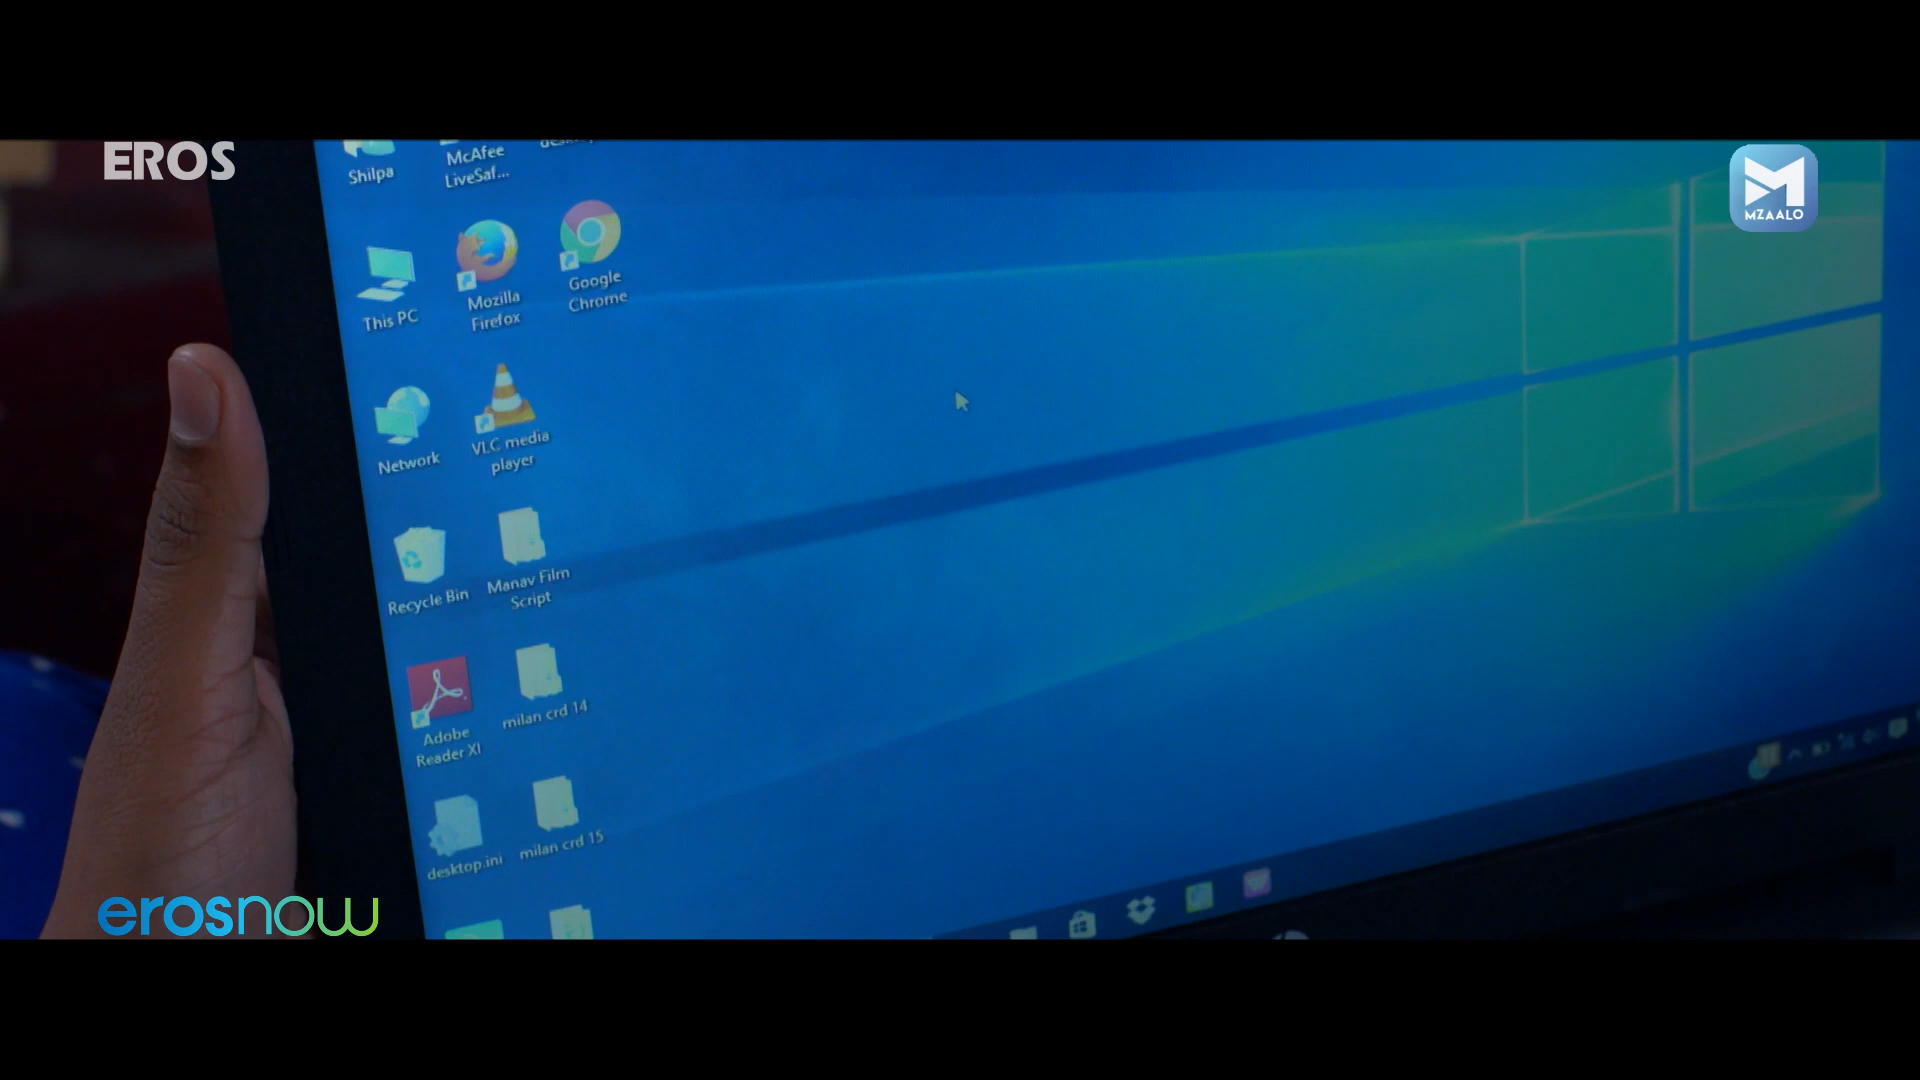 EROS
MZAALO
Shilpa
McAfee
LiveSaf...
This PC
Mozilla
Firefox
Google
Chrome
Network
VLC media
player
Recycle Bin
Manav Film
Script
Adobe
Reader XI
milan crd 14
desktop.ini
milan crd 15
erosnow